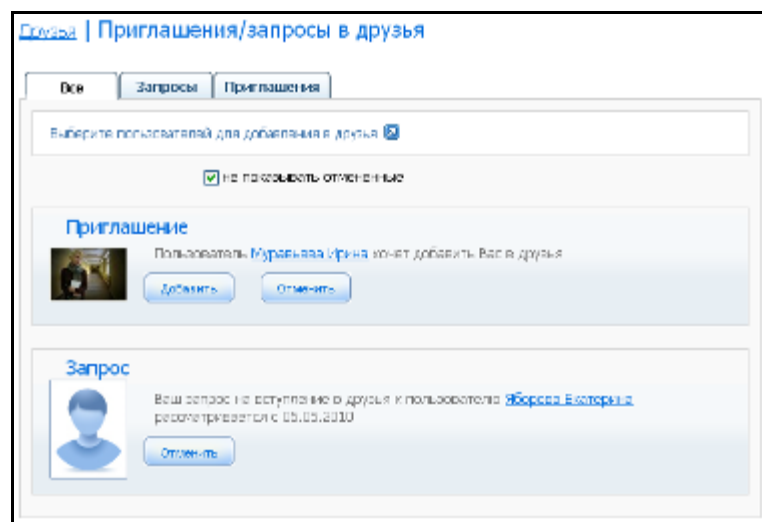 Друзья | Приглашения/запросы в друзья
Все Запросы Приглашения
Выберите пользователей для добавления в друзья
не показывать отмененные
Приглашение
Пользователь Муравьева Ирина хочет добавить Вас в друзья
Добавить Отменить
Запрос
Ваш запрос на вступление в друзья к пользователю Яборова Екатерина
рассматривается с 05.05.2010
Отменить